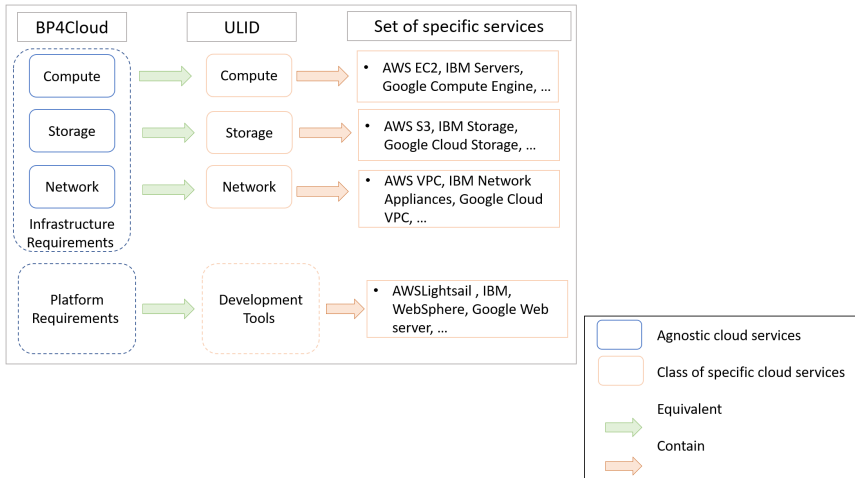 BP4Cloud
ULID
Set of specific services
Compute
Compute
• AWS EC2, IBM Servers,
Google Compute Engine, ...
Storage
Storage
• AWS S3, IBM Storage,
Google Cloud Storage, ...
Network
Network
• AWS VPC, IBM Network
Appliances, Google Cloud
VPC, ...
Infrastructure
Requirements
Platform
Requirements
Development
Tools
• AWSLightsail , IBM,
WebSphere, Google Web
server, ...
Agnostic cloud services
Class of specific cloud services
Equivalent
Contain